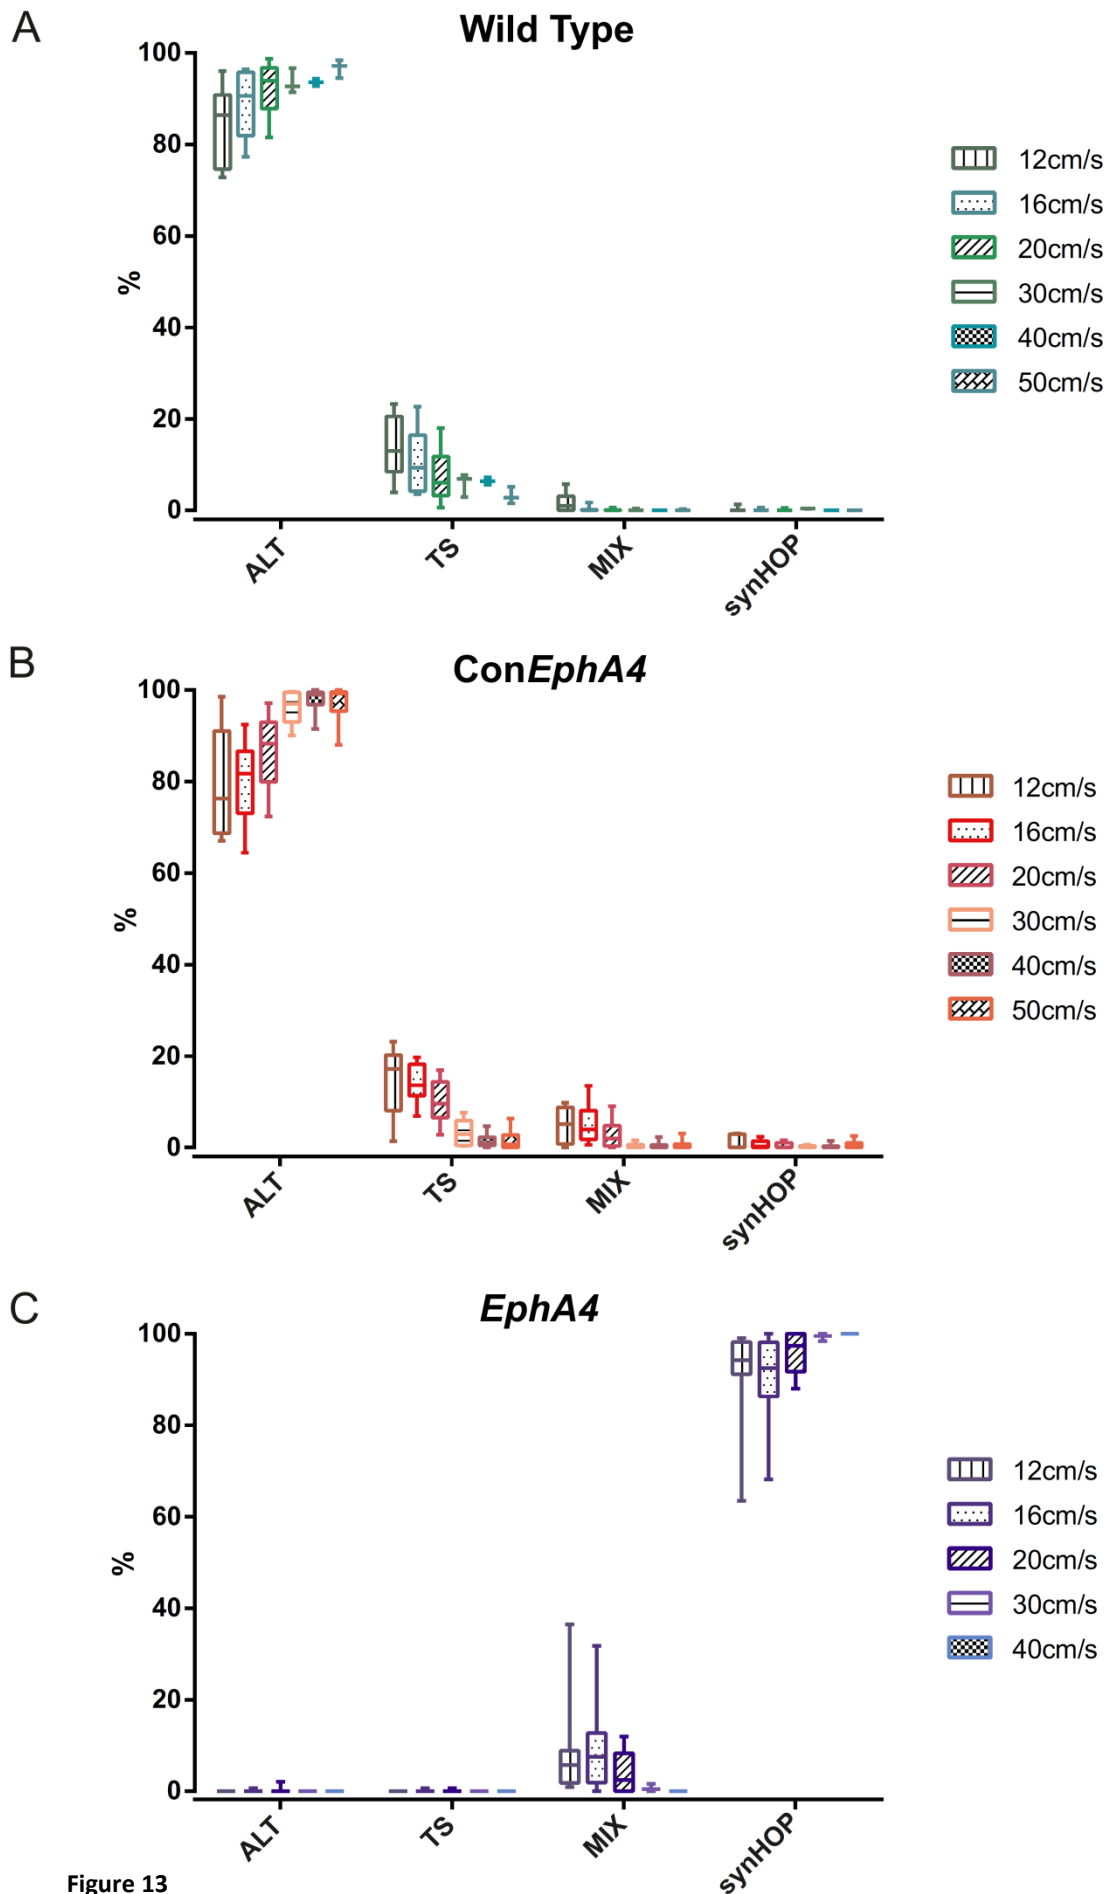 A
Wild Type
100
80
60
40
20
0
%
ALT
TS
MIX
synHOP
12cm/s
16cm/s
20cm/s
30cm/s
40cm/s
50cm/s
B
ConEphA4
100
80
60
40
20
0
%
ALT
TS
MIX
synHOP
12cm/s
16cm/s
20cm/s
30cm/s
40cm/s
50cm/s
C
EphA4
100
80
60
40
20
0
%
ALT
TS
MIX
synHOP
12cm/s
16cm/s
20cm/s
30cm/s
40cm/s
Figure 13